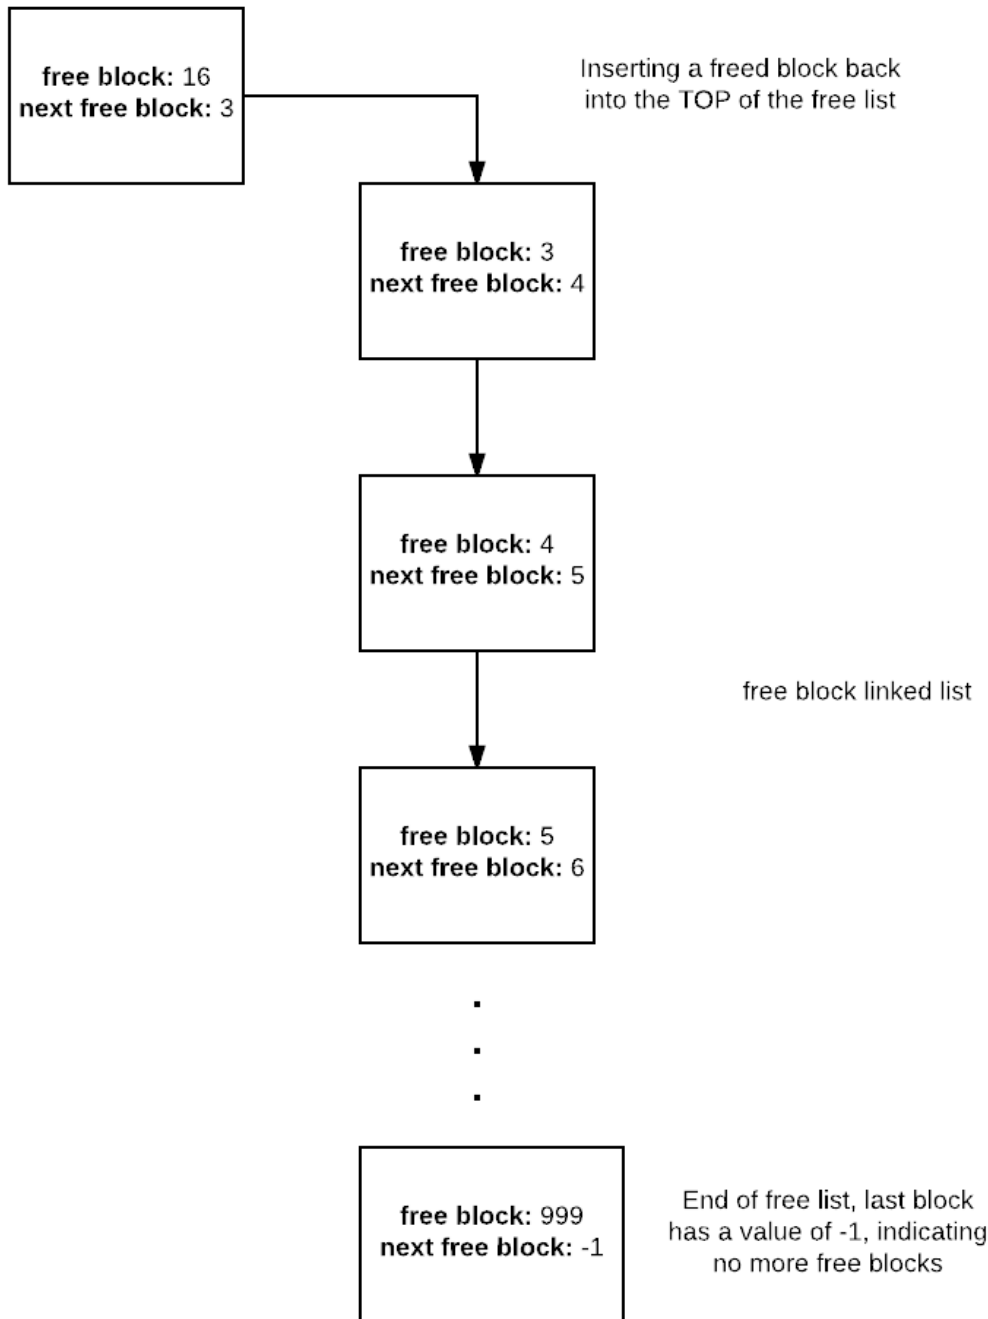 free block: 16
next free block: 3
Inserting a freed block back
into the TOP of the free list
free block: 3
next free block: 4
free block: 4
next free block: 5
free block linked list
free block: 5
next free block: 6
free block: 999
next free block: -1
End of free list, last block
has a value of -1, indicating
no more free blocks